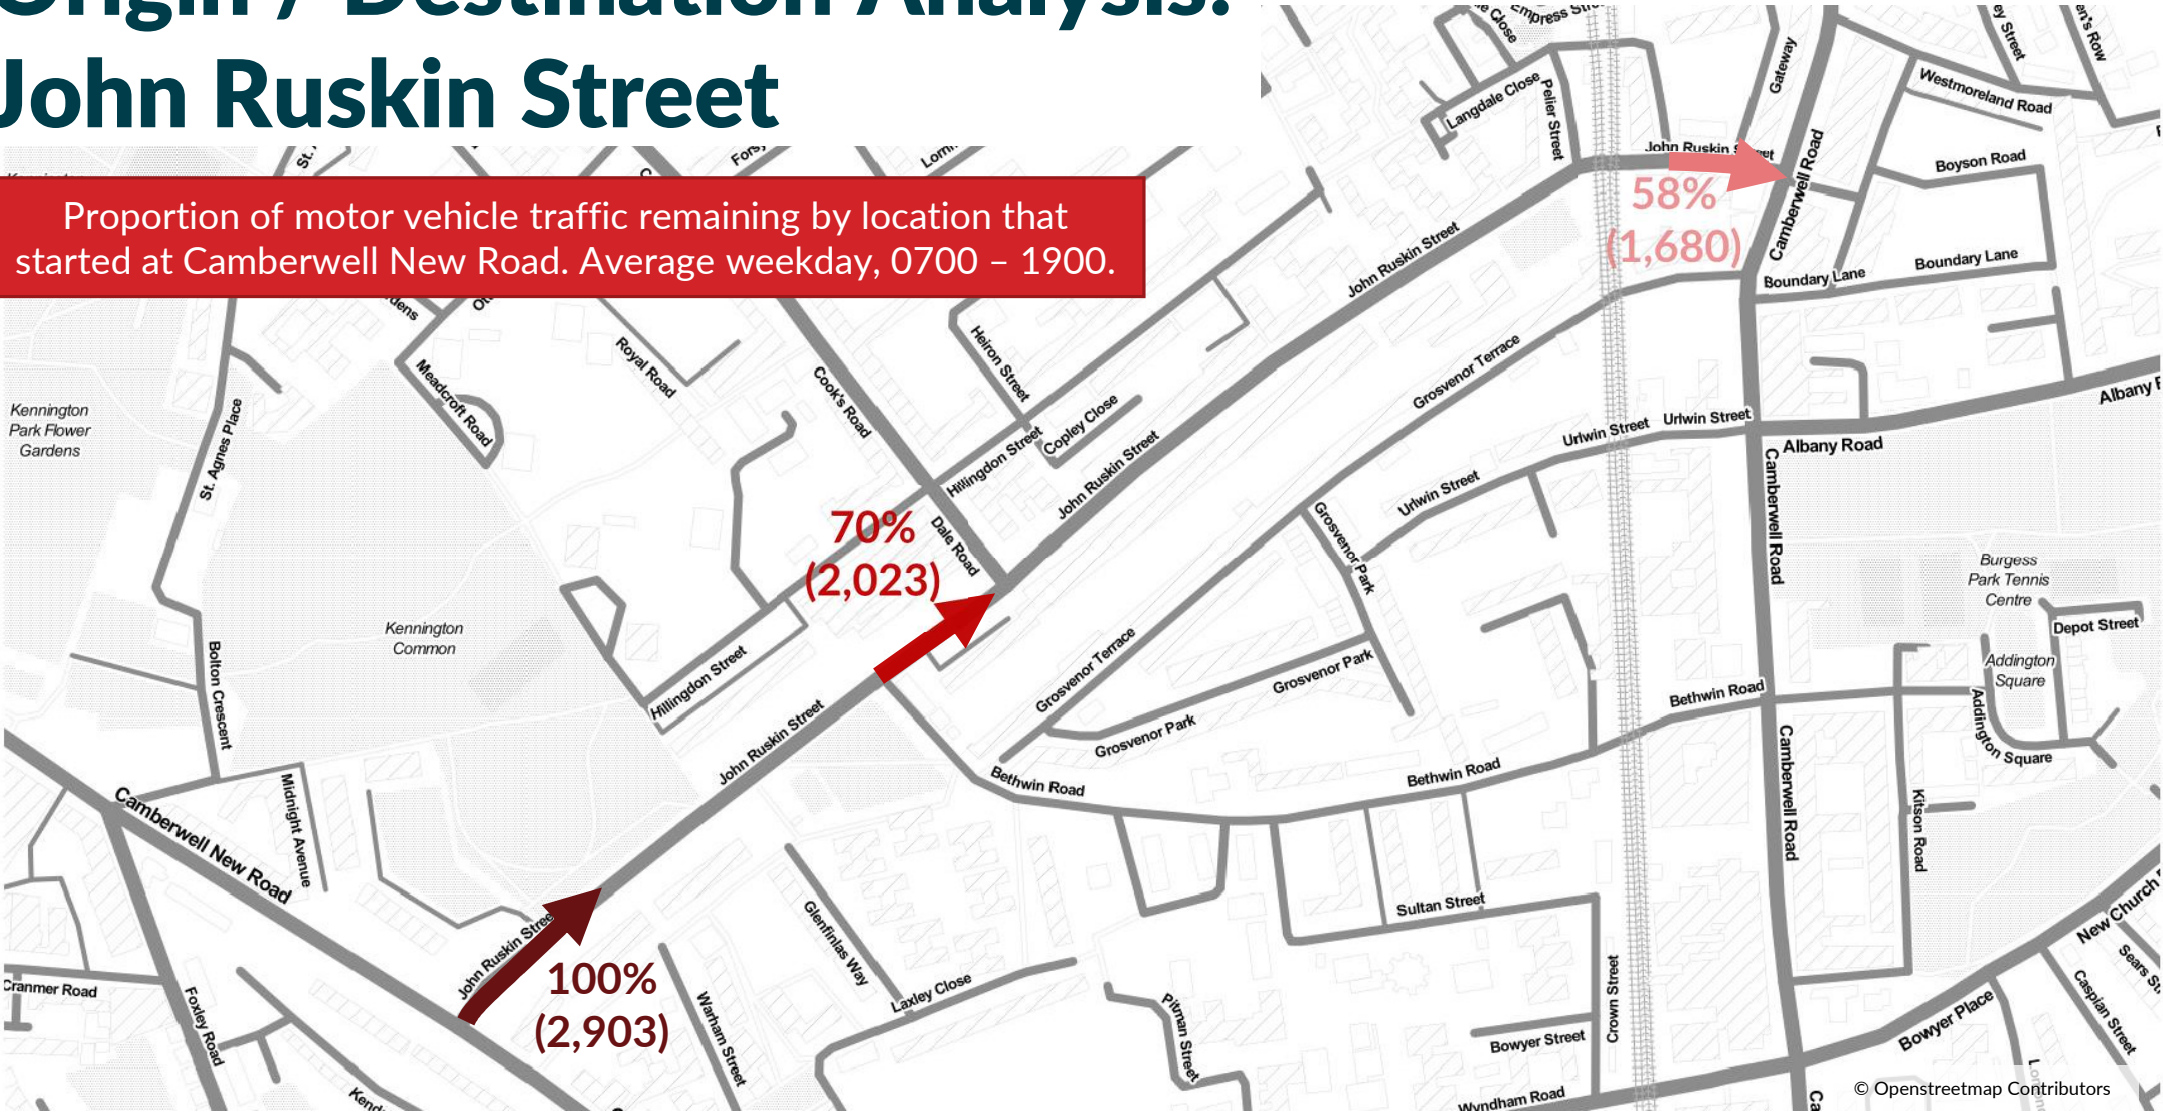 Origin / Destination Analysis:
John Ruskin Street
Proportion of motor vehicle traffic remaining by location that
started at Camberwell New Road. Average weekday, 0700 – 1900.
Empress
Langdale Close
Pelier Street
Gateway
Westmoreland Road
John Ruskin Street
58%
(1,680)
Camberwell Road
Boyson Road
Boundary Lane
Boundary Lane
John Ruskin Street
Grosvenor Terrace
Kennington
Park Flower
Gardens
St. Agnes Place
Meadcroft Road
Royal Road
Cook's Road
Heiron Street
Copley Close
Hillingdon Street
John Ruskin Street
Urlwin Street
Urlwin Street
Urlwin Street
Albany Road
Albany
Camberwell Road
70%
(2,023)
Dale Road
Grosvenor Park
Burgess
Park Tennis
Centre
Depot Street
Addington
Square
Addington Square
Kennington
Common
Bolton Crescent
Hillingdon Street
John Ruskin Street
Grosvenor Terrace
Grosvenor Park
Grosvenor Park
Bethwin Road
Bethwin Road
Bethwin Road
Camberwell Road
Kitson Road
Midnight Avenue
Camberwell New Road
John Ruskin Street
100%
(2,903)
Glenfinlas Way
Laxley Close
Warham Street
Pitman Street
Sultan Street
Crown Street
Bowyer Street
Bowyer Place
New Church
Caspian Street
Sears
Cranmer Road
Foxley Road
Wyndham Road
© Openstreetmap Contributors